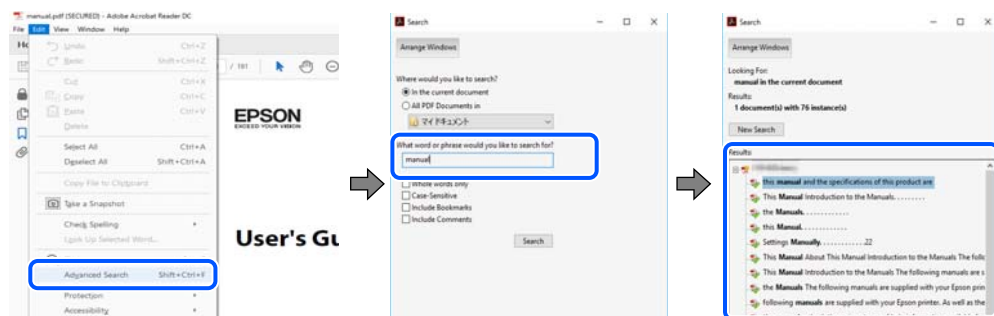 manual.pdf (SECURED) - Adobe Acrobat Reader DC
File Edit View Window Help
Undo Ctrl+Z
Redo Shift+Ctrl+Z
Cut Ctrl+X
Copy Ctrl+C
Paste Ctrl+V
Delete
Select All Ctrl+A
Deselect All Shift+Ctrl+A
Copy File to Clipboard
Take a Snapshot
Check Spelling
Look Up Selected Word...
Advanced Search Shift+Ctrl+F
Protection
Accessibility
/ 191
EPSON
EXCEED YOUR VISION
User's Gu
Search
Arrange Windows
Where would you like to search?
In the current document
All PDF Documents in
マイ ドキュメント
What word or phrase would you like to search for?
manual
Whole words only
Case-Sensitive
Include Bookmarks
Include Comments
Search
Search
Arrange Windows
Looking For:
manual in the current document
Results:
1 document(s) with 76 instance(s)
New Search
Results:
this manual and the specifications of this product are
This Manual Introduction to the Manuals. . . . . . . . .
the Manuals. . . . . . . . . . . . .
this Manual. . . . . . . . . . . . .
Settings Manually. . . . . . . . . . . . .22
This Manual About This Manual Introduction to the Manuals The follo
This Manual Introduction to the Manuals The following manuals are s
the Manuals The following manuals are supplied with your Epson prin
following manuals are supplied with your Epson printer. As well as the